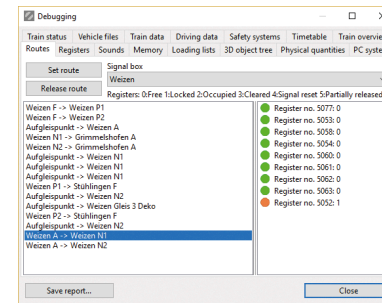 Debugging
Train status Vehicle files Train data Driving data Safety systems Timetable Train overvie
Routes Registers Sounds Memory Loading lists 3D object tree Physical quantities PC syste
Set route
Release route
Signal box
Weizen
Registers: 0:Free 1:Locked 2:Occupied 3:Cleared 4:Signal reset 5:Partially released
Weizen F -> Weizen P1
Weizen F -> Weizen P2
Aufgleispunkt -> Weizen A
Weizen N1 -> Grimmelshofen A
Weizen N2 -> Grimmelshofen A
Aufgleispunkt -> Weizen N1
Aufgleispunkt -> Weizen N1
Aufgleispunkt -> Weizen N1
Weizen P1 -> Stühlingen F
Aufgleispunkt -> Weizen N2
Aufgleispunkt -> Weizen Gleis 3 Deko
Weizen P2 -> Stühlingen F
Aufgleispunkt -> Weizen N2
Weizen A -> Weizen N1
Weizen A -> Weizen N2
Register no. 5077: 0
Register no. 5053: 0
Register no. 5058: 0
Register no. 5054: 0
Register no. 5060: 0
Register no. 5061: 0
Register no. 5062: 0
Register no. 5063: 0
Register no. 5052: 1
Save report...
Close